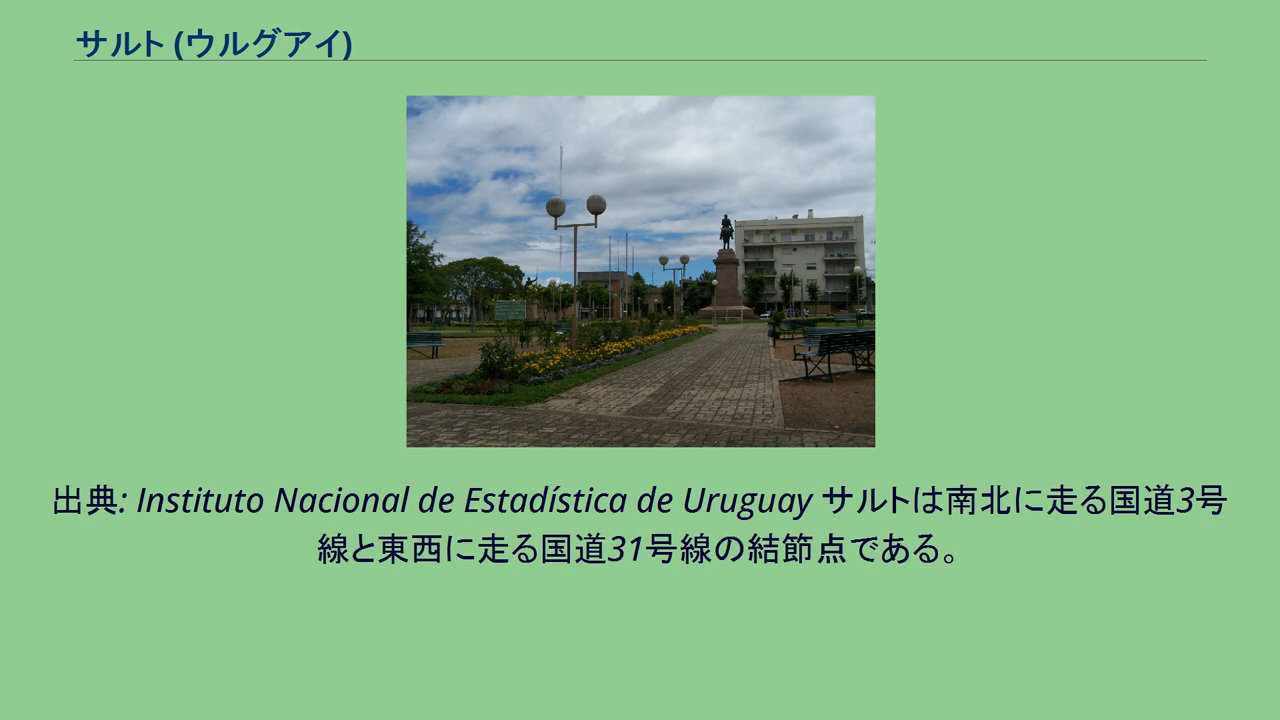 サルト (ウルグアイ)
出典: Instituto Nacional de Estadística de Uruguay サルトは南北に走る国道3号
線と東西に走る国道31号線の結節点である。